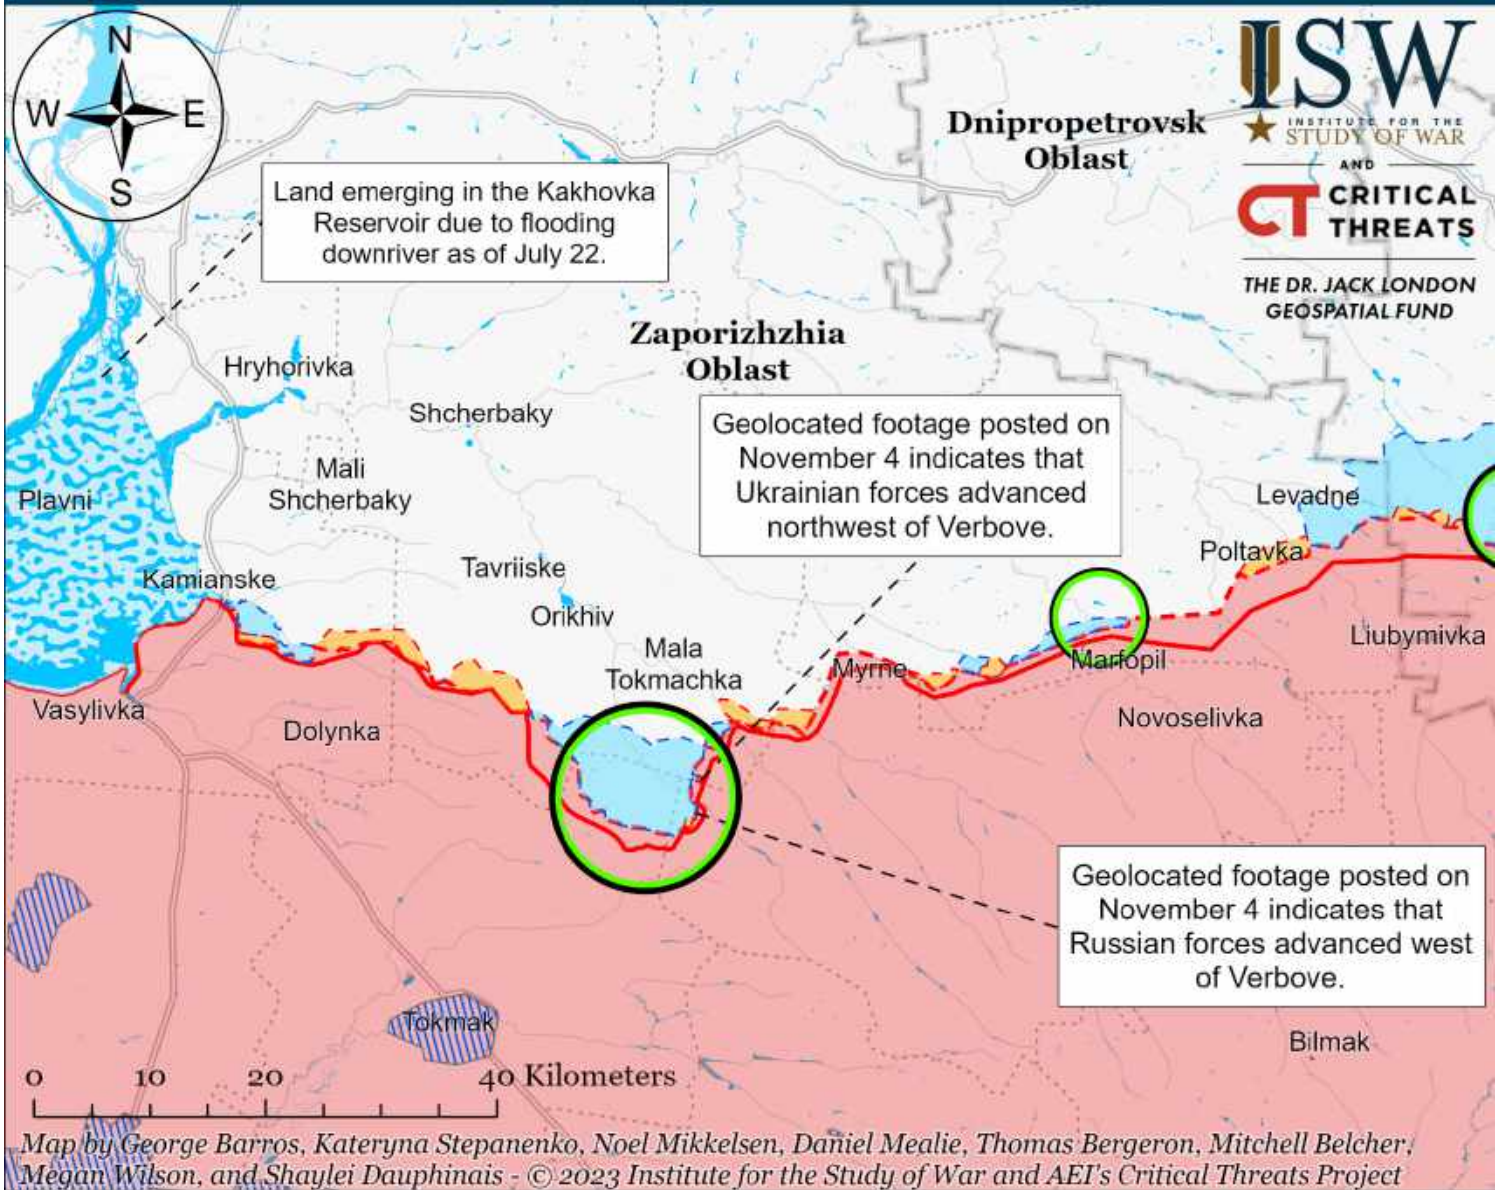 N
W E
S
ISW
INSTITUTE FOR THE
STUDY OF WAR
AND
CT CRITICAL
THREATS
THE DR. JACK LONDON
GEOSPATIAL FUND
Dnipropetrovsk
Oblast
Land emerging in the Kakhovka
Reservoir due to flooding
downriver as of July 22.
Zaporizhzhia
Oblast
Hryhorivka
Shcherbaky
Geolocated footage posted on
November 4 indicates that
Ukrainian forces advanced
northwest of Verbove.
Mali
Shcherbaky
Plavni
Levadne
Poltavka
Kamianske
Tavriiske
Orikhiv
Liubymivka
Mala
Tokmachka
Myrne
Marfopil
Vasylivka
Dolynka
Novoselivka
Geolocated footage posted on
November 4 indicates that
Russian forces advanced west
of Verbove.
Tokmak
Bilmak
0 10 20 40 Kilometers
Map by George Barros, Kateryna Stepanenko, Noel Mikkelsen, Daniel Mealie, Thomas Bergeron, Mitchell Belcher,
Megan Wilson, and Shaylei Dauphinais - © 2023 Institute for the Study of War and AEI's Critical Threats Project